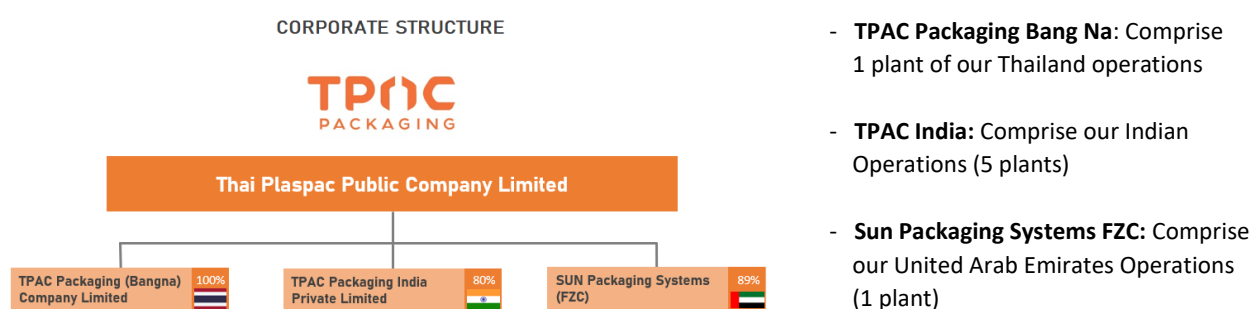 CORPORATE STRUCTURE
TPAC
PACKAGING
Thai Plaspac Public Company Limited
TPAC Packaging (Bangna)
Company Limited
100%
TPAC Packaging India
Private Limited
80%
SUN Packaging Systems
(FZC)
89%
- TPAC Packaging Bang Na: Comprise
1 plant of our Thailand operations
- TPAC India: Comprise our Indian
Operations (5 plants)
- Sun Packaging Systems FZC: Comprise
our United Arab Emirates Operations
(1 plant)